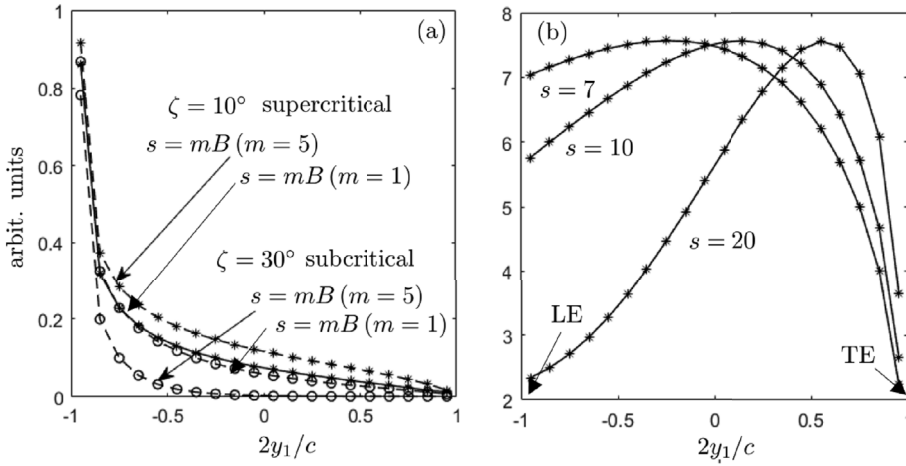 (a)
ζ = 10° supercritical
s = mB (m = 5)
s = mB (m = 1)
ζ = 30° subcritical
s = mB (m = 5)
s = mB (m = 1)
arbit. units
1
0.8
0.6
0.4
0.2
0
-1 -0.5 0 0.5 1
2y₁/c
(b)
s = 7
s = 10
s = 20
LE
TE
8
7
6
5
4
3
2
-1 -0.5 0 0.5 1
2y₁/c